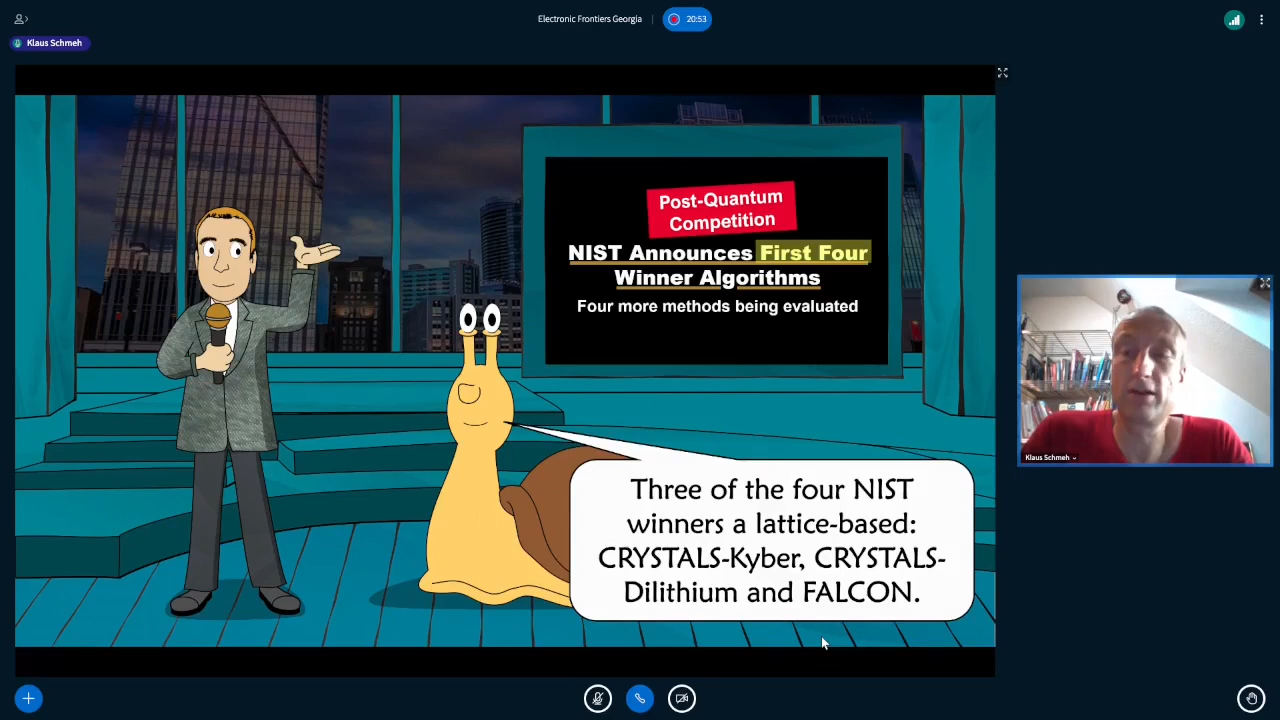 Electronic Frontiers Georgia
20:53
Klaus Schmeh
Post-Quantum
Competition
NIST Announces First Four
Winner Algorithms
Four more methods being evaluated
Three of the four NIST
winners a lattice-based:
CRYSTALS-Kyber, CRYSTALS-
Dilithium and FALCON.
Klaus Schmeh